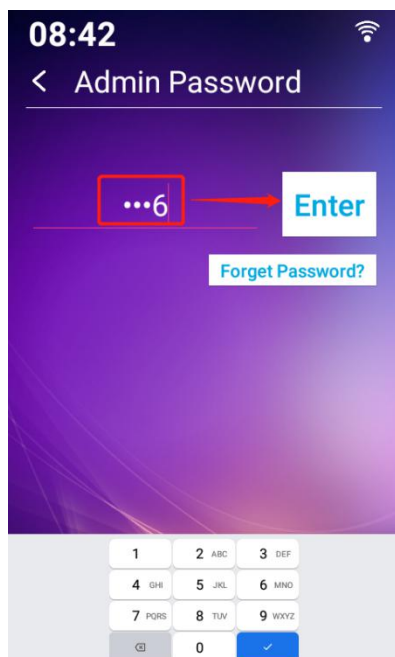 08:42
< Admin Password
•••6
Enter
Forget Password?
1 2 ABC 3 DEF
4 GHI 5 JKL 6 MNO
7 PQRS 8 TUV 9 WXYZ
0